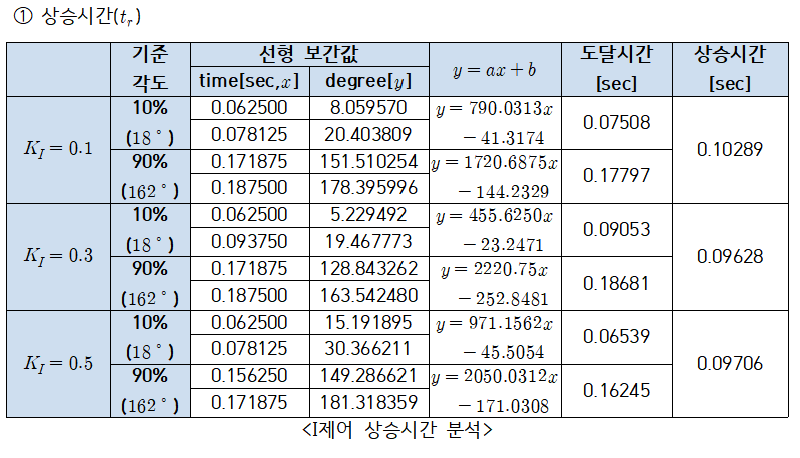 ① 상승시간(t_r)
기준 각도 선형 보간값 y = ax + b 도달시간 [sec] 상승시간 [sec]
time[sec,x] degree[y]
K_I = 0.1 10% (18°) 0.062500 8.059570 y = 790.0313x - 41.3174 0.07508 0.10289
0.078125 20.403809
90% (162°) 0.171875 151.510254 y = 1720.6875x - 144.2329 0.17797
0.187500 178.395996
K_I = 0.3 10% (18°) 0.062500 5.229492 y = 455.6250x - 23.2471 0.09053 0.09628
0.093750 19.467773
90% (162°) 0.171875 128.843262 y = 2220.75x - 252.8481 0.18681
0.187500 163.542480
K_I = 0.5 10% (18°) 0.062500 15.191895 y = 971.1562x - 45.5054 0.06539 0.09706
0.078125 30.366211
90% (162°) 0.156250 149.286621 y = 2050.0312x - 171.0308 0.16245
0.171875 181.318359
<I제어 상승시간 분석>